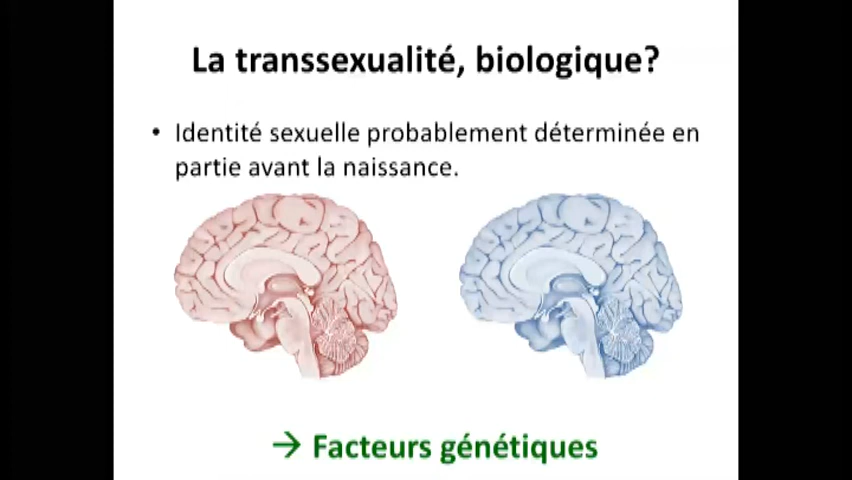 La transsexualité, biologique?
• Identité sexuelle probablement déterminée en
partie avant la naissance.
→ Facteurs génétiques